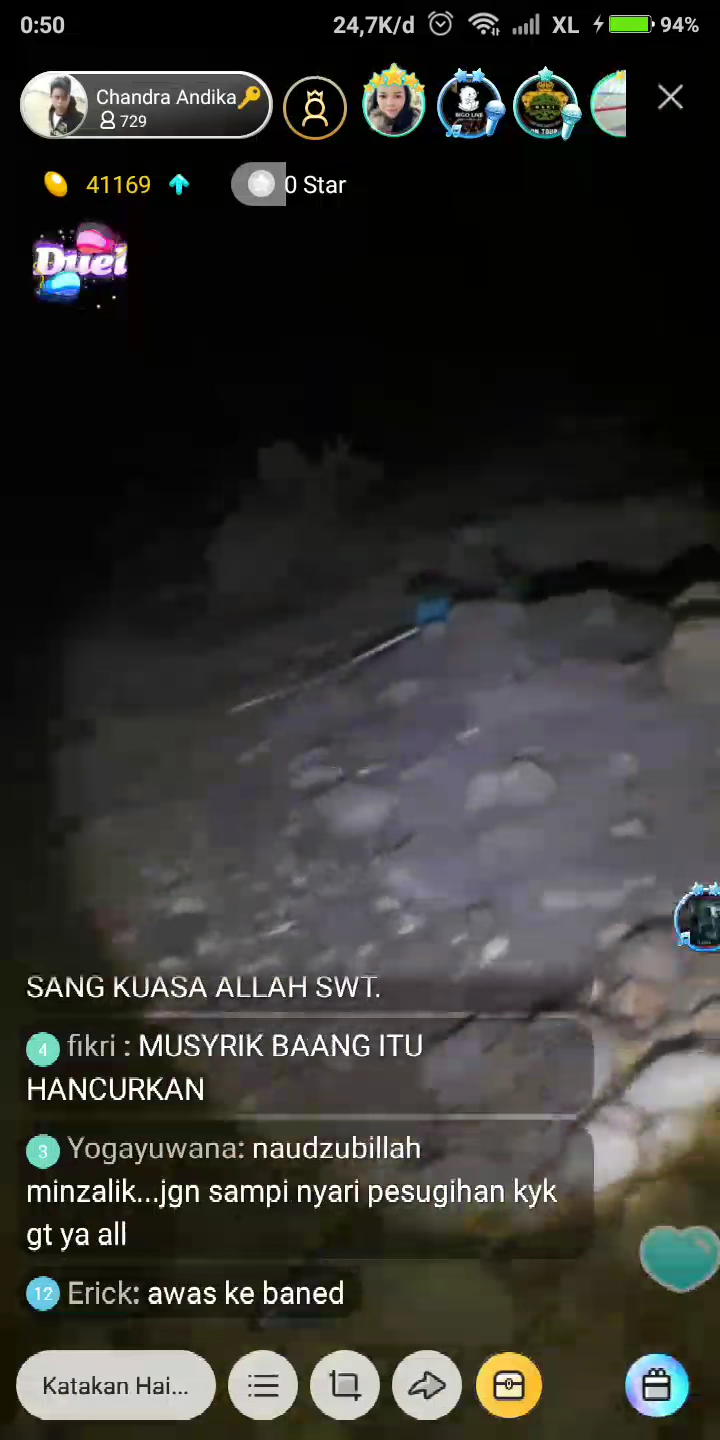 0:50 24,7K/d XL 94%
Chandra Andika
729
41169 0 Star
Duel
SANG KUASA ALLAH SWT.
4 fikri : MUSYRIK BAANG ITU
HANCURKAN
3 Yogayuwana: naudzubillah
minzalik...jgn sampi nyari pesugihan kyk
gt ya all
12 Erick: awas ke baned
Katakan Hai...